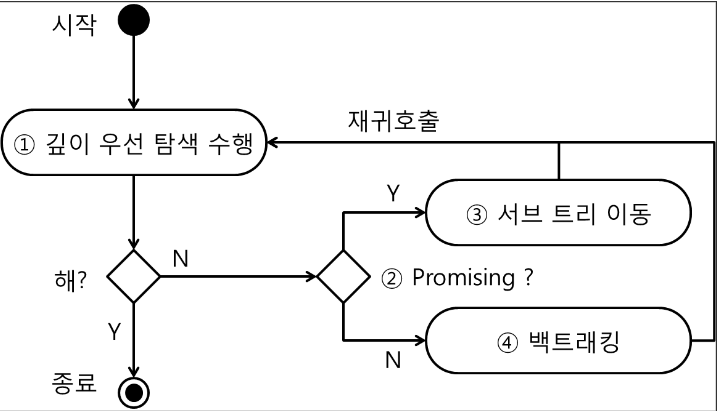 시작
① 깊이 우선 탐색 수행
재귀호출
Y
③ 서브 트리 이동
해?
N
② Promising ?
Y
N
④ 백트래킹
종료